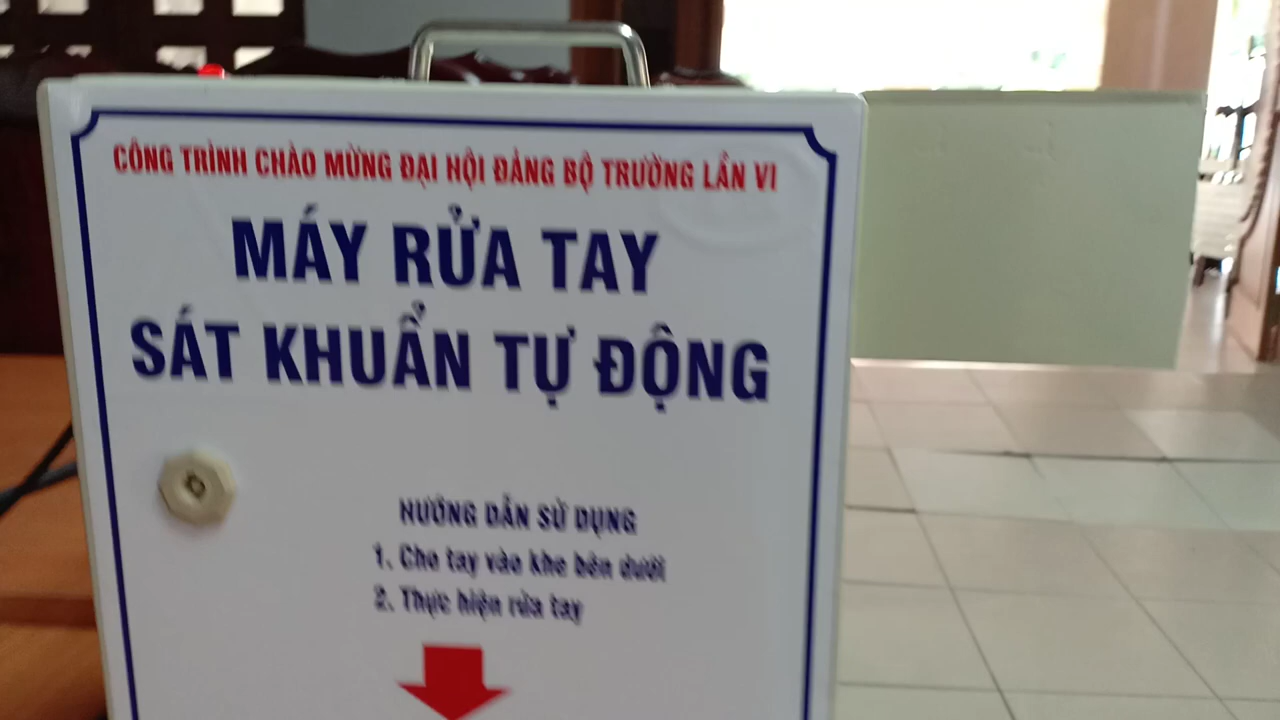 CÔNG TRÌNH CHÀO MỪNG ĐẠI HỘI ĐẢNG BỘ TRƯỜNG LẦN VI
MÁY RỬA TAY
SÁT KHUẨN TỰ ĐỘNG
HƯỚNG DẪN SỬ DỤNG
1. Cho tay vào khe bên dưới
2. Thực hiện rửa tay